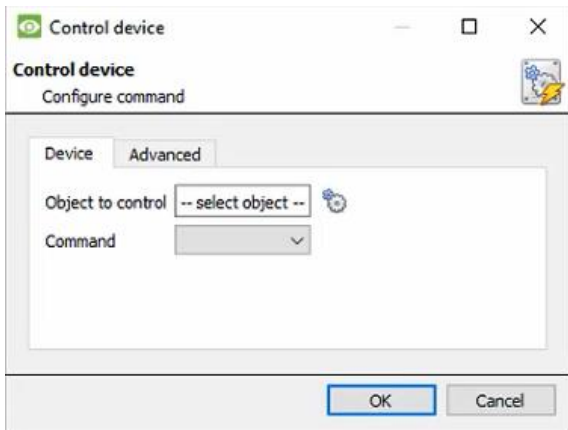 Control device
Control device
Configure command
Device Advanced
Object to control -- select object --
Command
OK Cancel